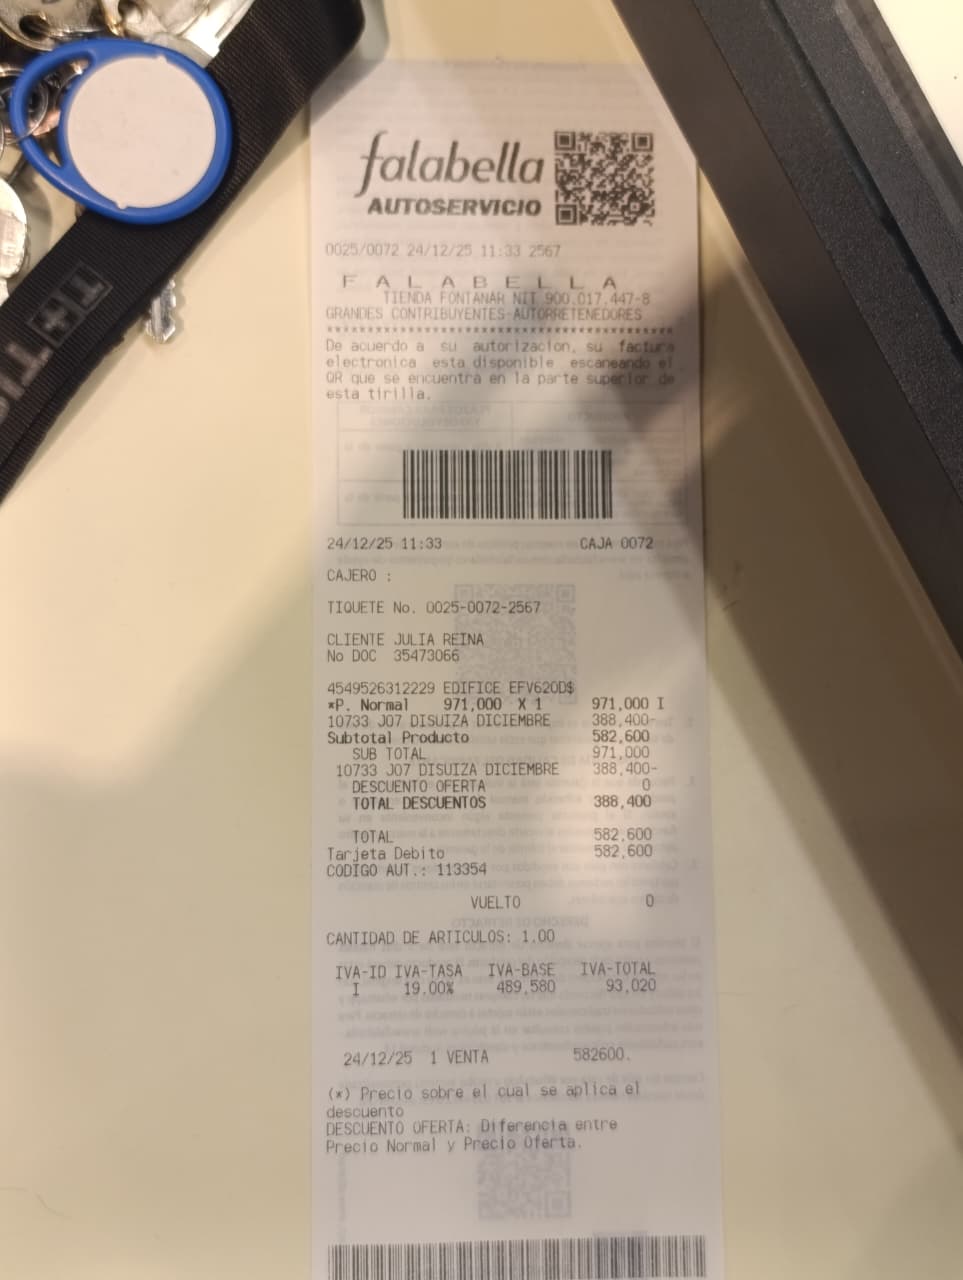 falabella
AUTOSERVICIO
0025/0072 24/12/25 11:33 2567
F A L A B E L L A
TIENDA FONTANAR NIT 900.017.447-8
GRANDES CONTRIBUYENTES-AUTORRETENEDORES
****************************************
De acuerdo a su autorizacion, su factura
electronica esta disponible escaneando el
QR que se encuentra en la parte superior de
esta tirilla.
24/12/25 11:33 CAJA 0072
CAJERO :
TIQUETE No. 0025-0072-2567
CLIENTE JULIA REINA
No DOC 35473066
4549526312229 EDIFICE EFV620D$
*P. Normal 971,000 X 1 971,000 I
10733 J07 DISUIZA DICIEMBRE 388,400-
Subtotal Producto 582,600
SUB TOTAL 971,000
10733 J07 DISUIZA DICIEMBRE 388,400-
DESCUENTO OFERTA 0
TOTAL DESCUENTOS 388,400
TOTAL 582,600
Tarjeta Debito 582,600
CODIGO AUT.: 113354
VUELTO 0
CANTIDAD DE ARTICULOS: 1.00
IVA-ID IVA-TASA IVA-BASE IVA-TOTAL
I 19.00% 489,580 93,020
24/12/25 1 VENTA 582600.
(*) Precio sobre el cual se aplica el
descuento
DESCUENTO OFERTA: Diferencia entre
Precio Normal y Precio Oferta.